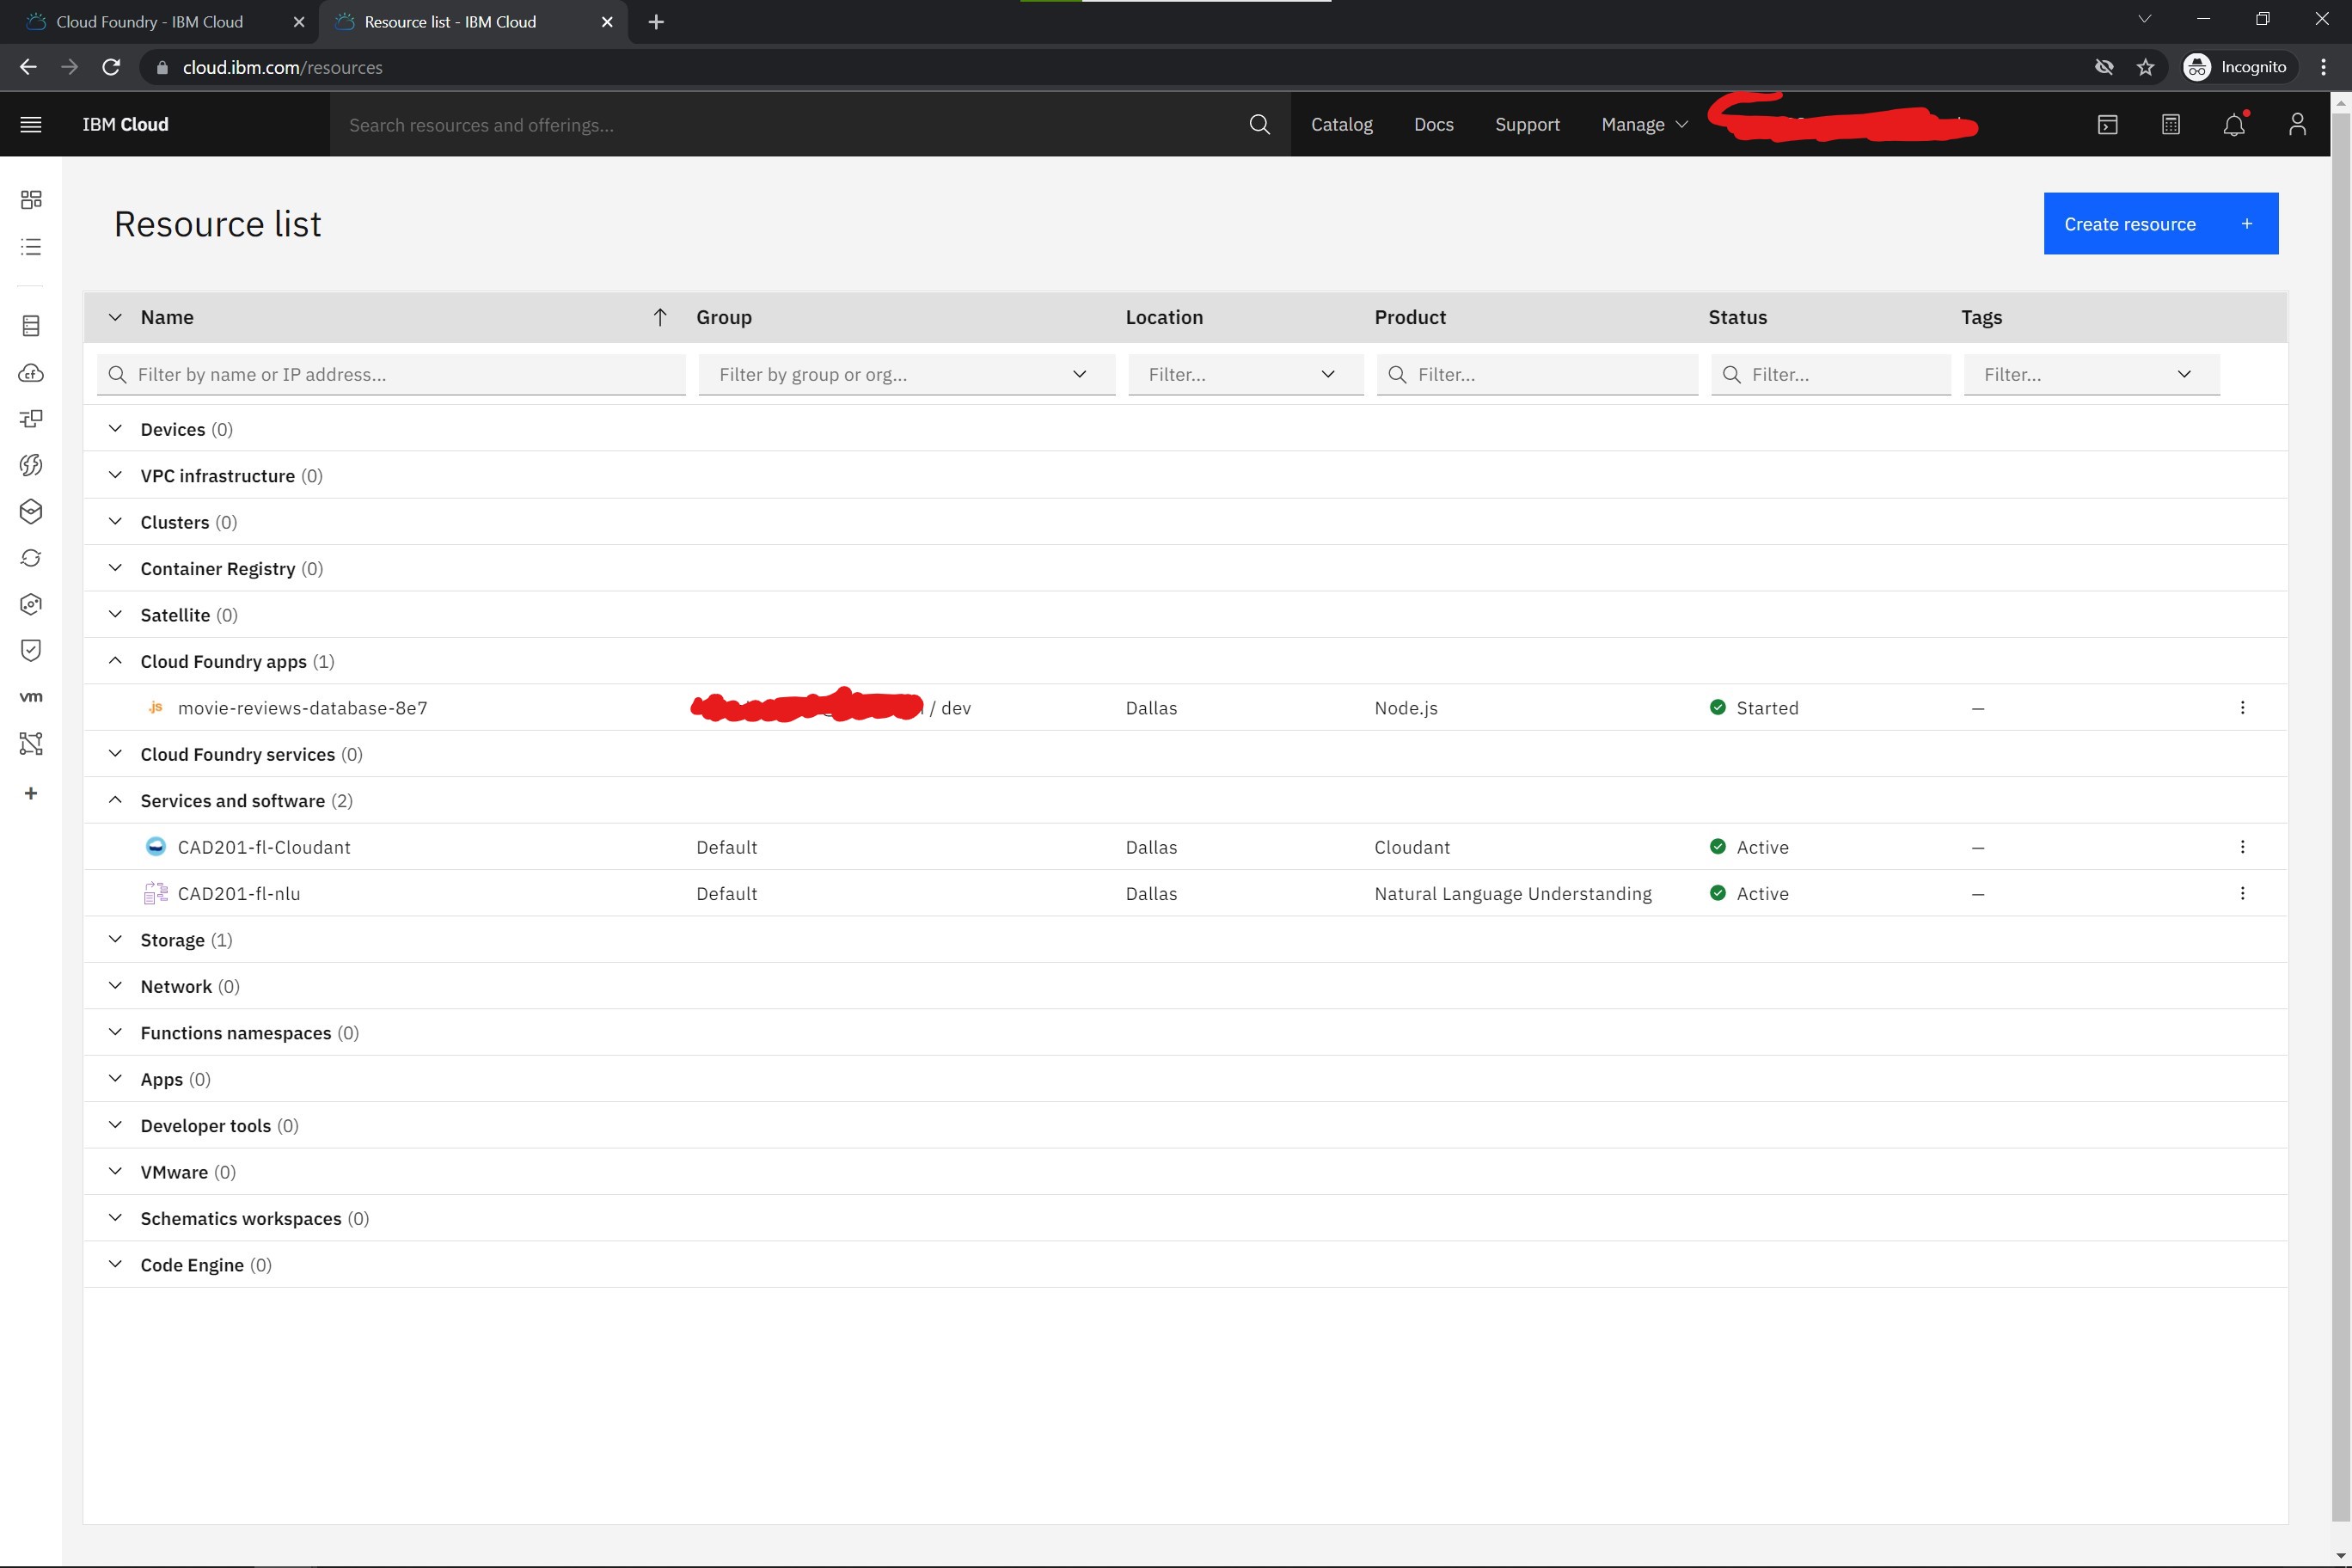 Cloud Foundry - IBM Cloud
Resource list - IBM Cloud
cloud.ibm.com/resources
Incognito
IBM Cloud
Search resources and offerings...
Catalog
Docs
Support
Manage
Resource list
Create resource +
Name Group Location Product Status Tags
Filter by name or IP address... Filter by group or org... Filter... Filter... Filter... Filter...
Devices (0)
VPC infrastructure (0)
Clusters (0)
Container Registry (0)
Satellite (0)
Cloud Foundry apps (1)
JS movie-reviews-database-8e7 / dev Dallas Node.js Started –
Cloud Foundry services (0)
Services and software (2)
CAD201-fl-Cloudant Default Dallas Cloudant Active –
CAD201-fl-nlu Default Dallas Natural Language Understanding Active –
Storage (1)
Network (0)
Functions namespaces (0)
Apps (0)
Developer tools (0)
VMware (0)
Schematics workspaces (0)
Code Engine (0)
cf
vm